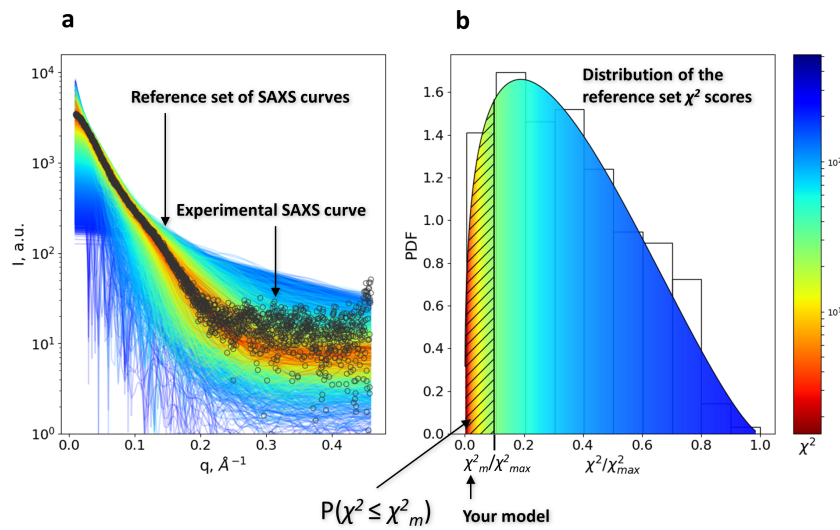 a
b
10⁴
10³
10²
10¹
10⁰
I, a.u.
0.0 0.1 0.2 0.3 0.4
q, Å⁻¹
Reference set of SAXS curves
Experimental SAXS curve
Distribution of the
reference set χ² scores
PDF
1.6
1.4
1.2
1.0
0.8
0.6
0.4
0.2
0.0
0.0 0.2 0.4 0.6 0.8 1.0
χ²ₘ/χ²max
χ²/χ²max
10²
10¹
χ²
P(χ² ≤ χ²ₘ)
Your model